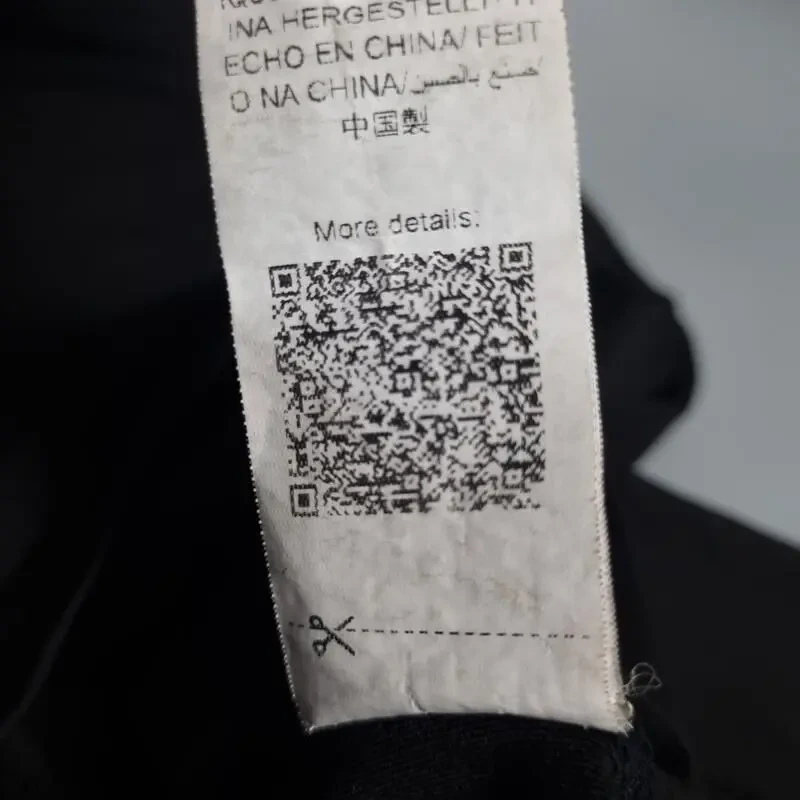 INA HERGESTELLT
ECHO EN CHINA/ FEIT
O NA CHINA/صنع بالصين/
中国製
More details: